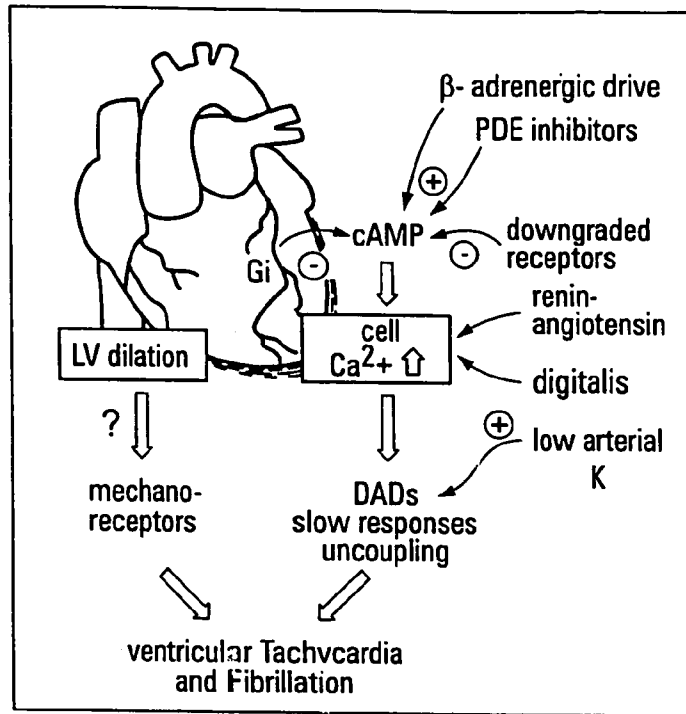 β- adrenergic drive
PDE inhibitors
+
cAMP
Gi
-
-
downgraded
receptors
renin-
angiotensin
LV dilation
cell
Ca2+ ⇧
digitalis
?
+
low arterial
K
mechano-
receptors
DADs
slow responses
uncoupling
ventricular Tachvcardia
and Fibrillation